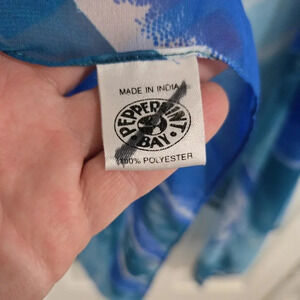 MADE IN INDIA
PEPPERMINT
BAY
100% POLYESTER